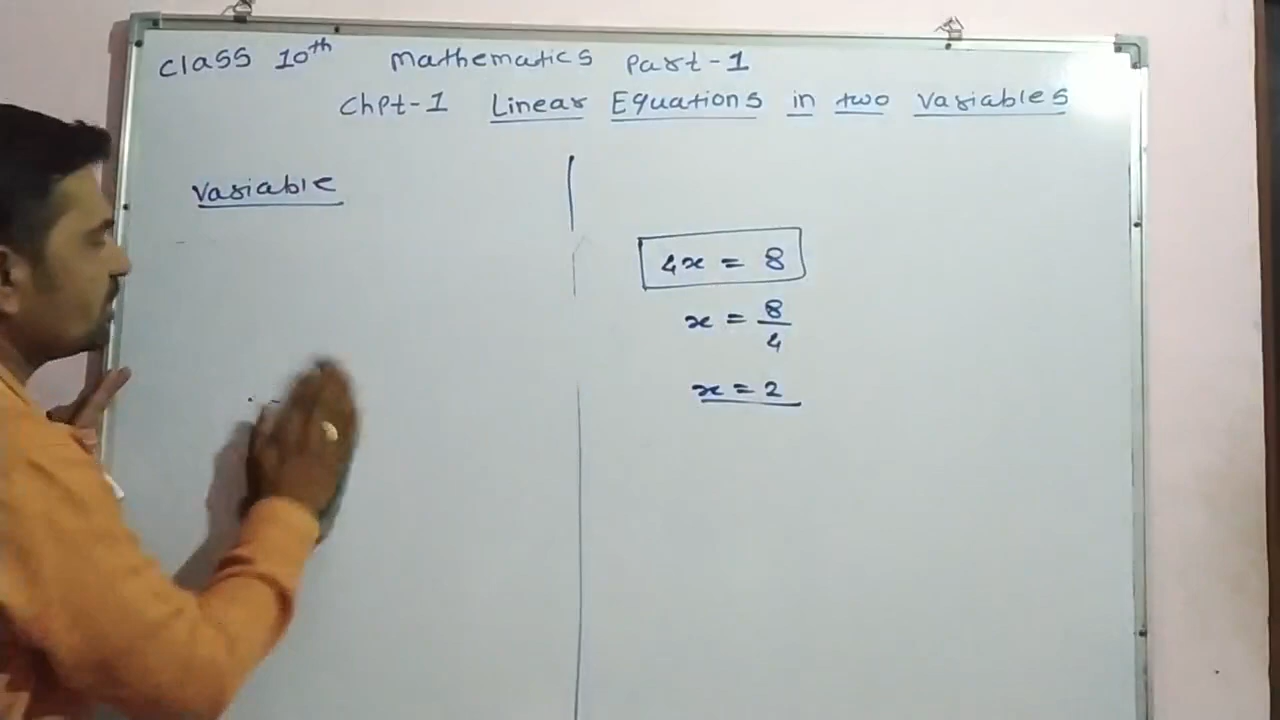 class 10th Mathematics Part-1
Chpt-1 Linear Equations in two Variables
Variable
4x = 8
x = 8/4
x = 2